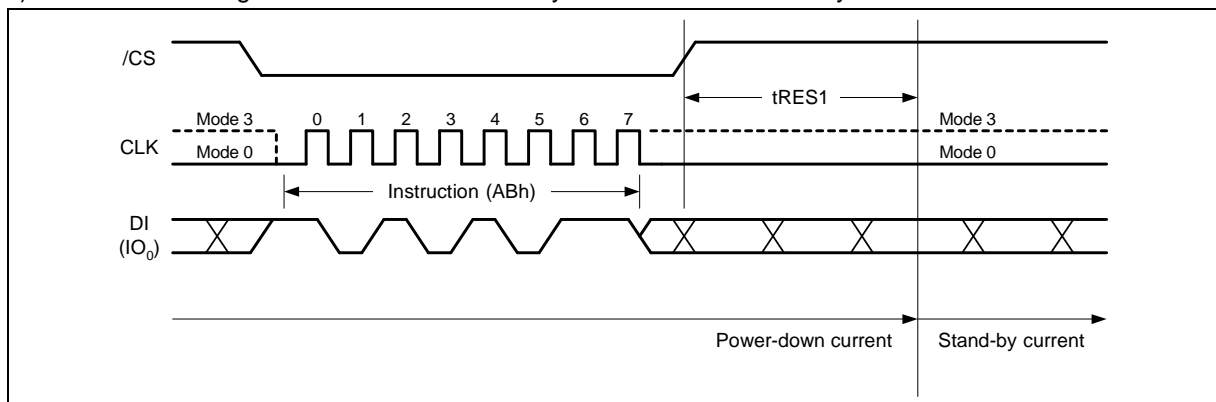 /CS
tRES1
Mode 3 0 1 2 3 4 5 6 7 Mode 3
CLK
Mode 0 Mode 0
Instruction (ABh)
DI
(IO0)
Power-down current Stand-by current